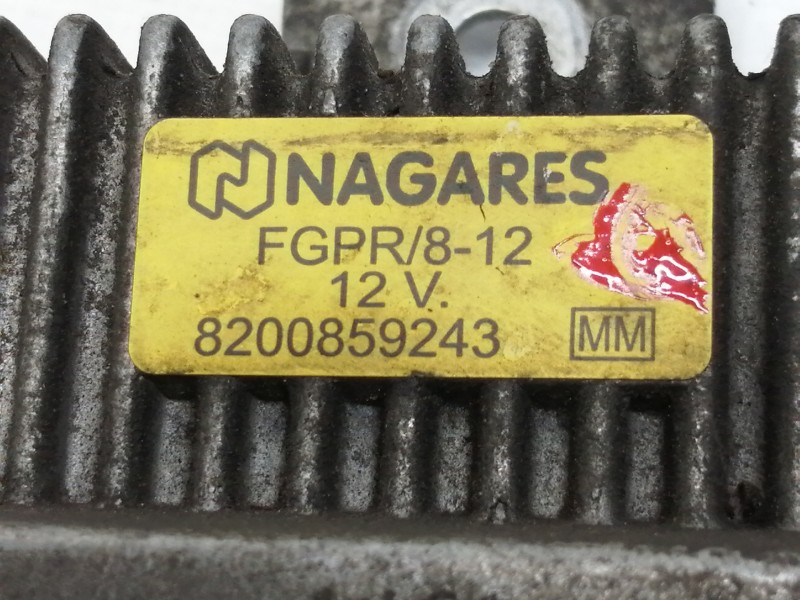 NAGARES
FGPR/8-12
12 V.
8200859243 MM